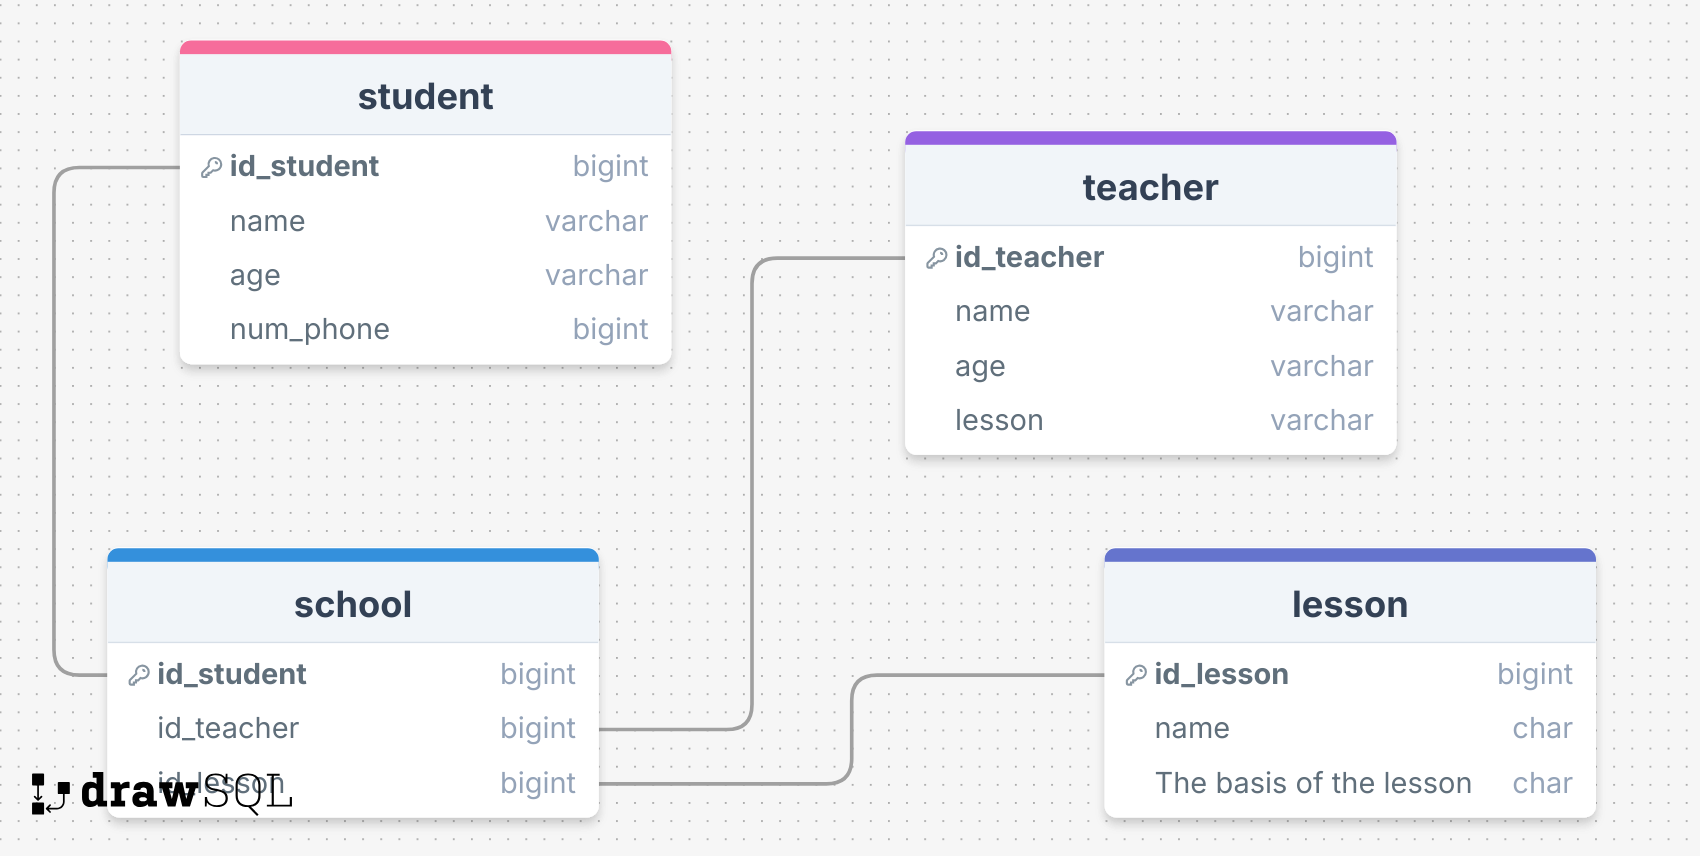 student
id_student bigint
name varchar
age varchar
num_phone bigint
teacher
id_teacher bigint
name varchar
age varchar
lesson varchar
school
id_student bigint
id_teacher bigint
id_lesson bigint
lesson
id_lesson bigint
name char
The basis of the lesson char
drawSQL